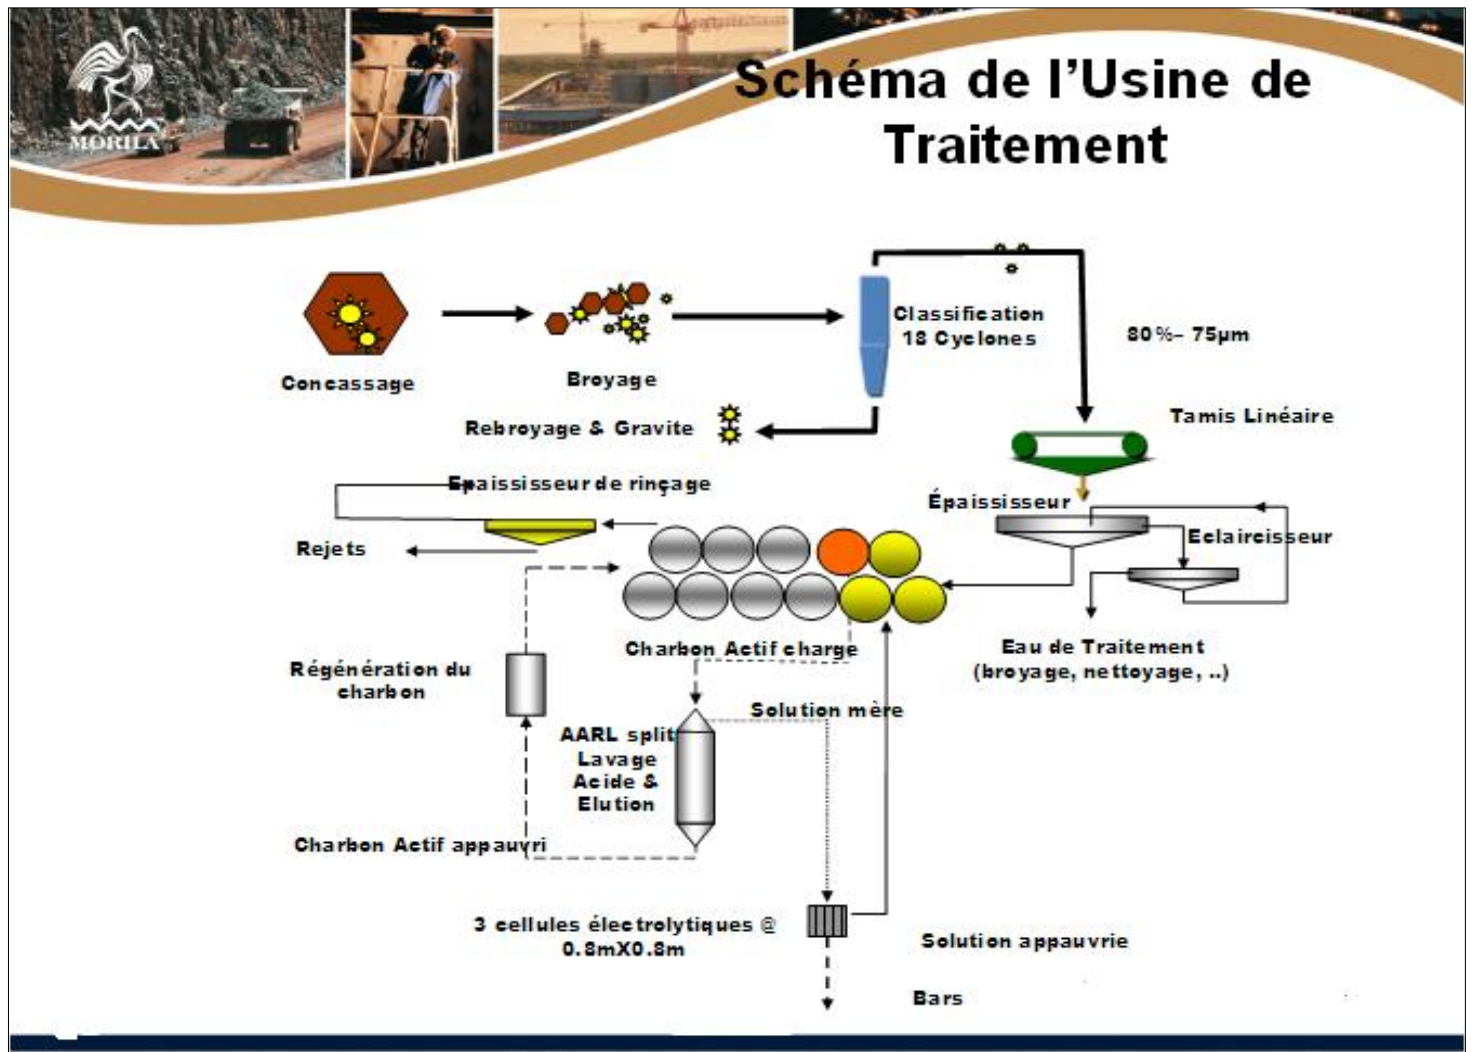 MORILA
Schéma de l'Usine de
Traitement
Classification
18 Cyclones
80%– 75µm
Concassage
Broyage
Tamis Linéaire
Rebroyage & Gravite
Epaississeur de rinçage
Épaississeur
Eclaircisseur
Rejets
Eau de Traitement
(broyage, nettoyage, ..)
Charbon Actif charge
Régénération du
charbon
Solution mère
AARL split
Lavage
Acide &
Elution
Charbon Actif appauvri
3 cellules électrolytiques @
0.8mX0.8m
Solution appauvrie
Bars